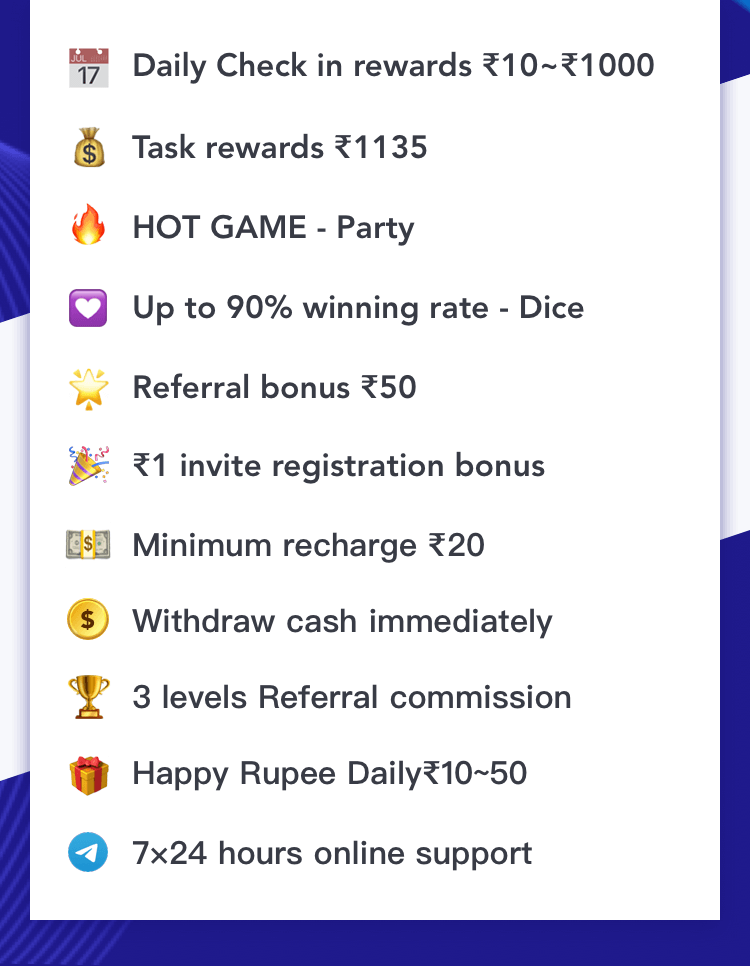 JUL
17
Daily Check in rewards ₹10~₹1000
Task rewards ₹1135
HOT GAME - Party
Up to 90% winning rate - Dice
Referral bonus ₹50
₹1 invite registration bonus
Minimum recharge ₹20
Withdraw cash immediately
3 levels Referral commission
Happy Rupee Daily₹10~50
7×24 hours online support